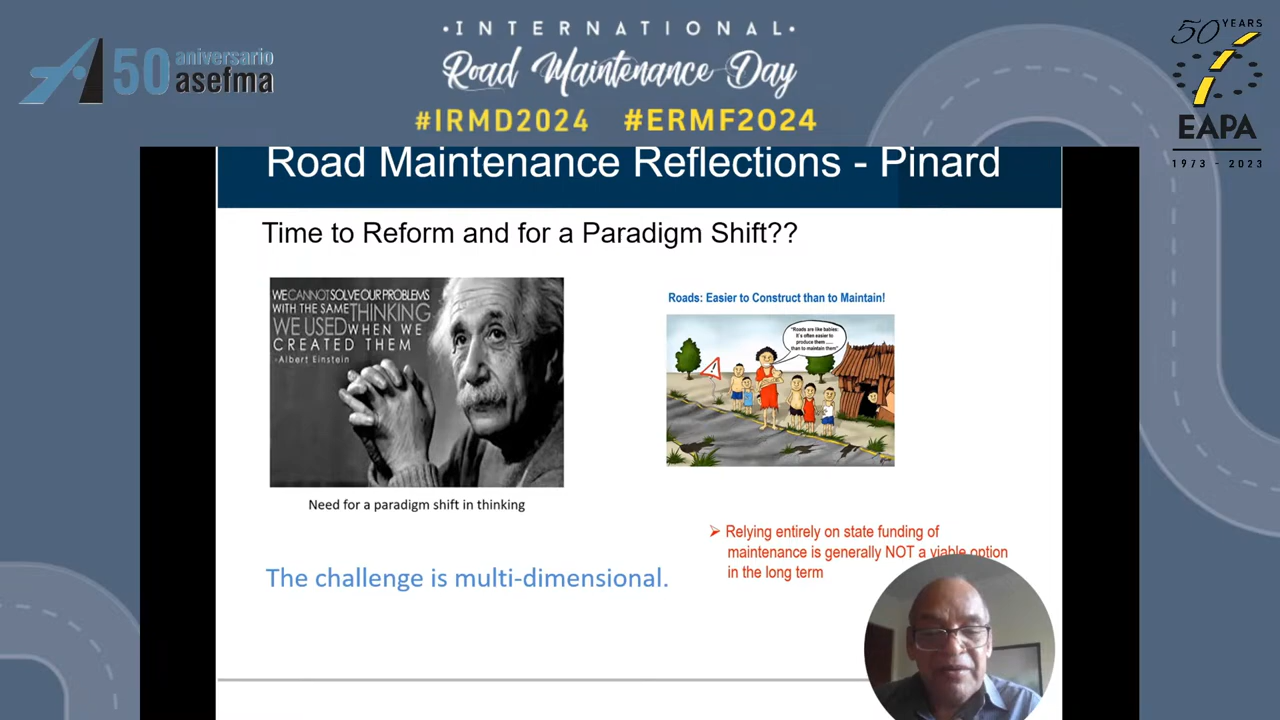 ·INTERNATIONAL·
Road Maintenance Day
#IRMD2024 #ERMF2024
50 aniversario
asefma
50 YEARS
EAPA
1973 - 2023
Road Maintenance Reflections - Pinard
Time to Reform and for a Paradigm Shift??
WE CANNOT SOLVE OUR PROBLEMS
WITH THE SAME THINKING
WE USED WHEN WE
CREATED THEM
-Albert Einstein
Need for a paradigm shift in thinking
Roads: Easier to Construct than to Maintain!
"Roads are like babies:
it's often easier to
produce them .....
than to maintain them"
➢ Relying entirely on state funding of
maintenance is generally NOT a viable option
in the long term
The challenge is multi-dimensional.